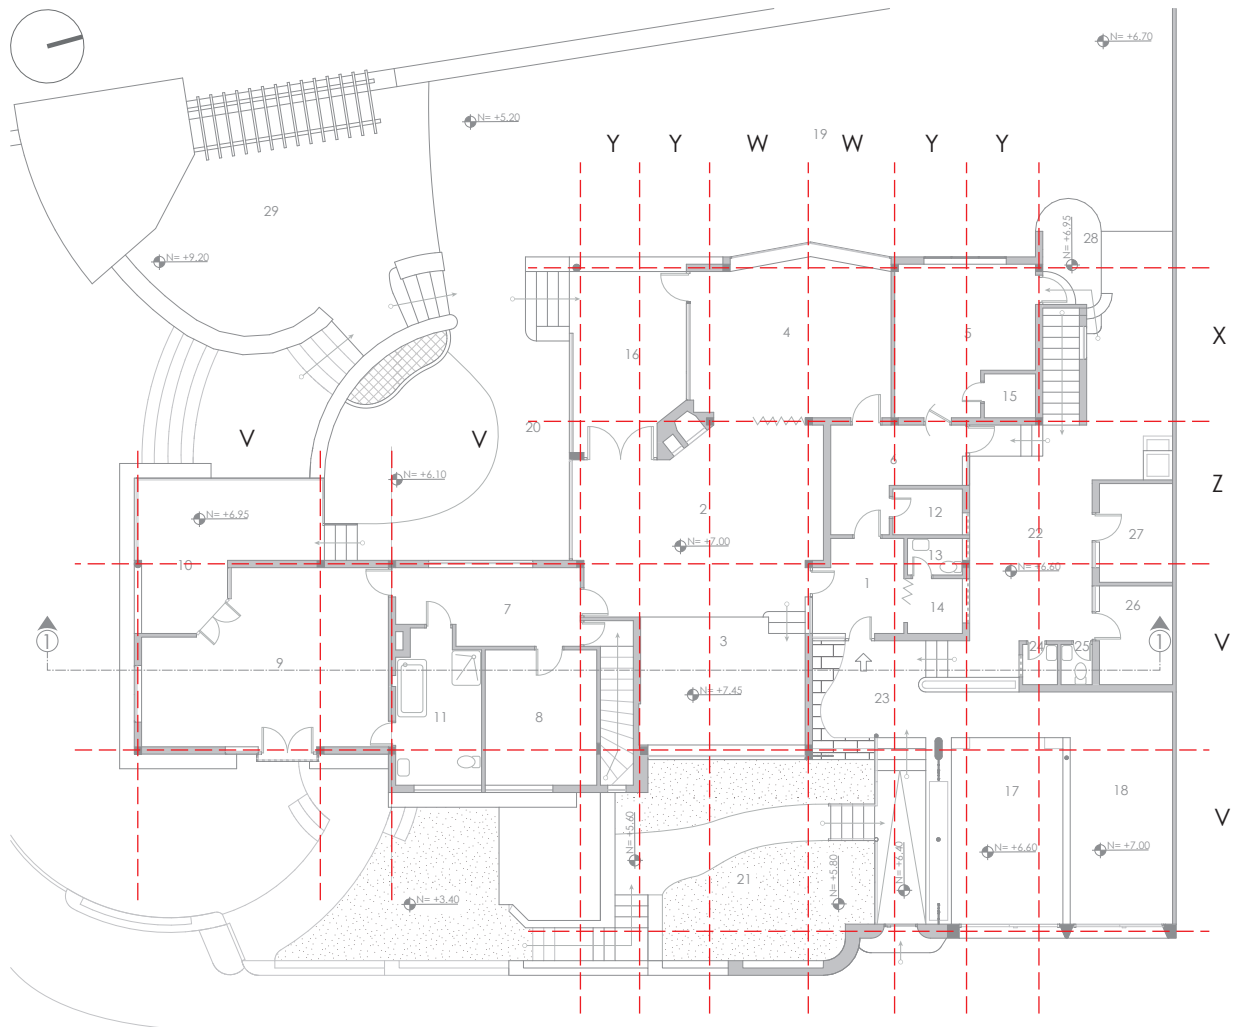 N= +6.70
N= +5.20
19
Y Y W W Y Y
29
N= +9.20
N= +6.95
28
4
5
X
16
15
20
V
V
N= +6.10
6
Z
N= +6.95
2
12
22
27
N= +7.00
13
10
N= +6.60
1
7
14
26
1
3
24
25
1
V
9
N= +7.45
23
11
8
17
18
V
N= +5.60
N= +6.60
N= +7.00
21
N= +5.80
N= +6.40
N= +3.40